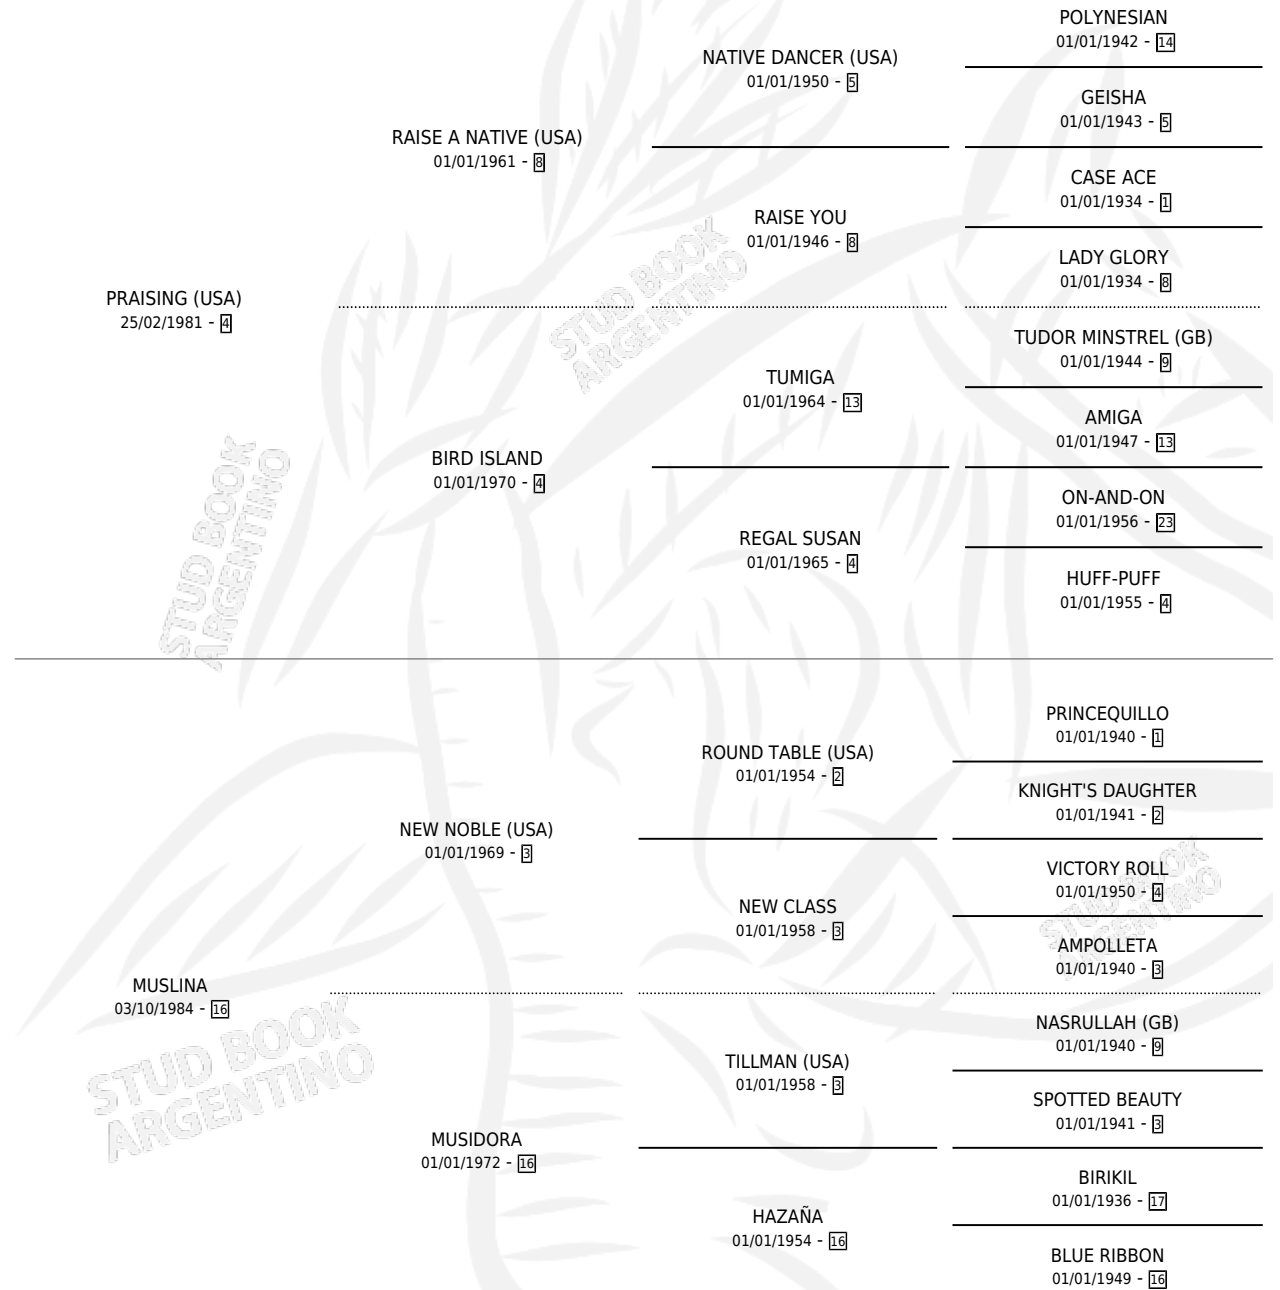 POLYNESIAN
01/01/1942 - 14
NATIVE DANCER (USA)
01/01/1950 - 5
GEISHA
01/01/1943 - 5
RAISE A NATIVE (USA)
01/01/1961 - 8
CASE ACE
01/01/1934 - 1
RAISE YOU
01/01/1946 - 8
LADY GLORY
01/01/1934 - 8
PRAISING (USA)
25/02/1981 - 4
STUD BOOK
ARGENTINO
TUDOR MINSTREL (GB)
01/01/1944 - 9
TUMIGA
01/01/1964 - 13
AMIGA
01/01/1947 - 13
BIRD ISLAND
01/01/1970 - 4
ON-AND-ON
01/01/1956 - 23
REGAL SUSAN
01/01/1965 - 4
HUFF-PUFF
01/01/1955 - 4
STUD BOOK
ARGENTINO
PRINCEQUILLO
01/01/1940 - 1
ROUND TABLE (USA)
01/01/1954 - 2
KNIGHT'S DAUGHTER
01/01/1941 - 2
NEW NOBLE (USA)
01/01/1969 - 3
VICTORY ROLL
01/01/1950 - 4
NEW CLASS
01/01/1958 - 3
STUD BOOK
ARGENTINO
AMPOLLETA
01/01/1940 - 3
MUSLINA
03/10/1984 - 16
STUD BOOK
ARGENTINO
NASRULLAH (GB)
01/01/1940 - 9
TILLMAN (USA)
01/01/1958 - 3
SPOTTED BEAUTY
01/01/1941 - 3
MUSIDORA
01/01/1972 - 16
BIRIKIL
01/01/1936 - 17
HAZAÑA
01/01/1954 - 16
BLUE RIBBON
01/01/1949 - 16